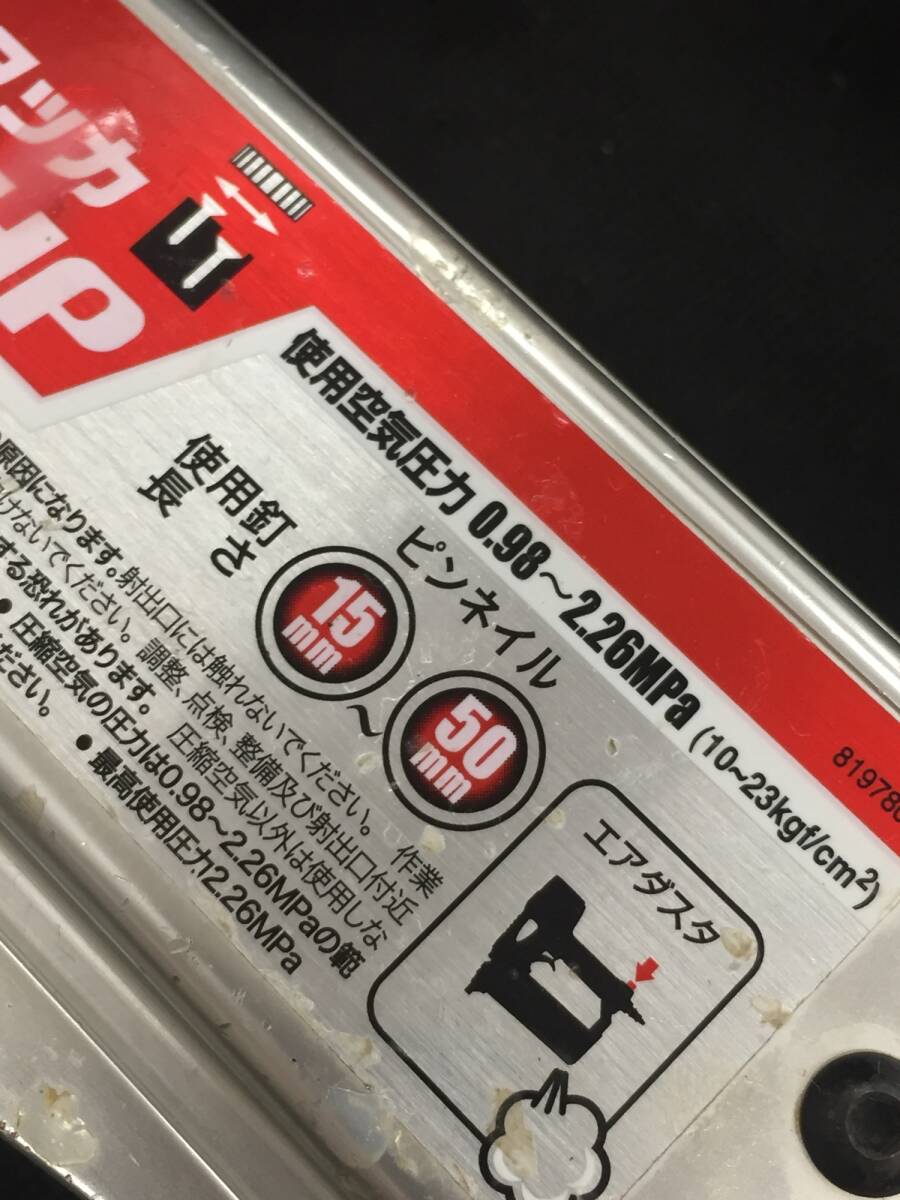 ッカ
HP
使用空気圧力 0.98〜2.26MPa (10~23kgf/cm2)
81978
ピンネイル
使用釘
長さ
15
mm
〜
50
mm
エアダスタ
原因になります。射出口には触れないでください。作業
けないでください。調整、点検、整備及び射出口付近
する恐れがあります。圧縮空気以外は使用しな
• 圧縮空気の圧力は0.98〜2.26MPaの範
ださい。• 最高使用圧力2.26MPa